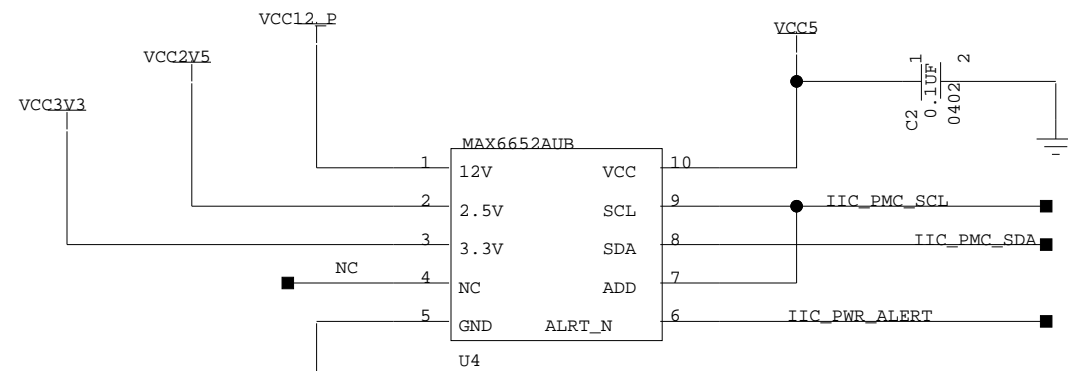 VCC12_P
VCC5
VCC2V5
VCC3V3
1
2
C2
0.1UF
0402
MAX6652AUB
1
12V
VCC
10
2
2.5V
SCL
9
IIC_PMC_SCL
3
3.3V
SDA
8
IIC_PMC_SDA
NC
4
NC
ADD
7
5
GND
ALRT_N
6
IIC_PWR_ALERT
U4